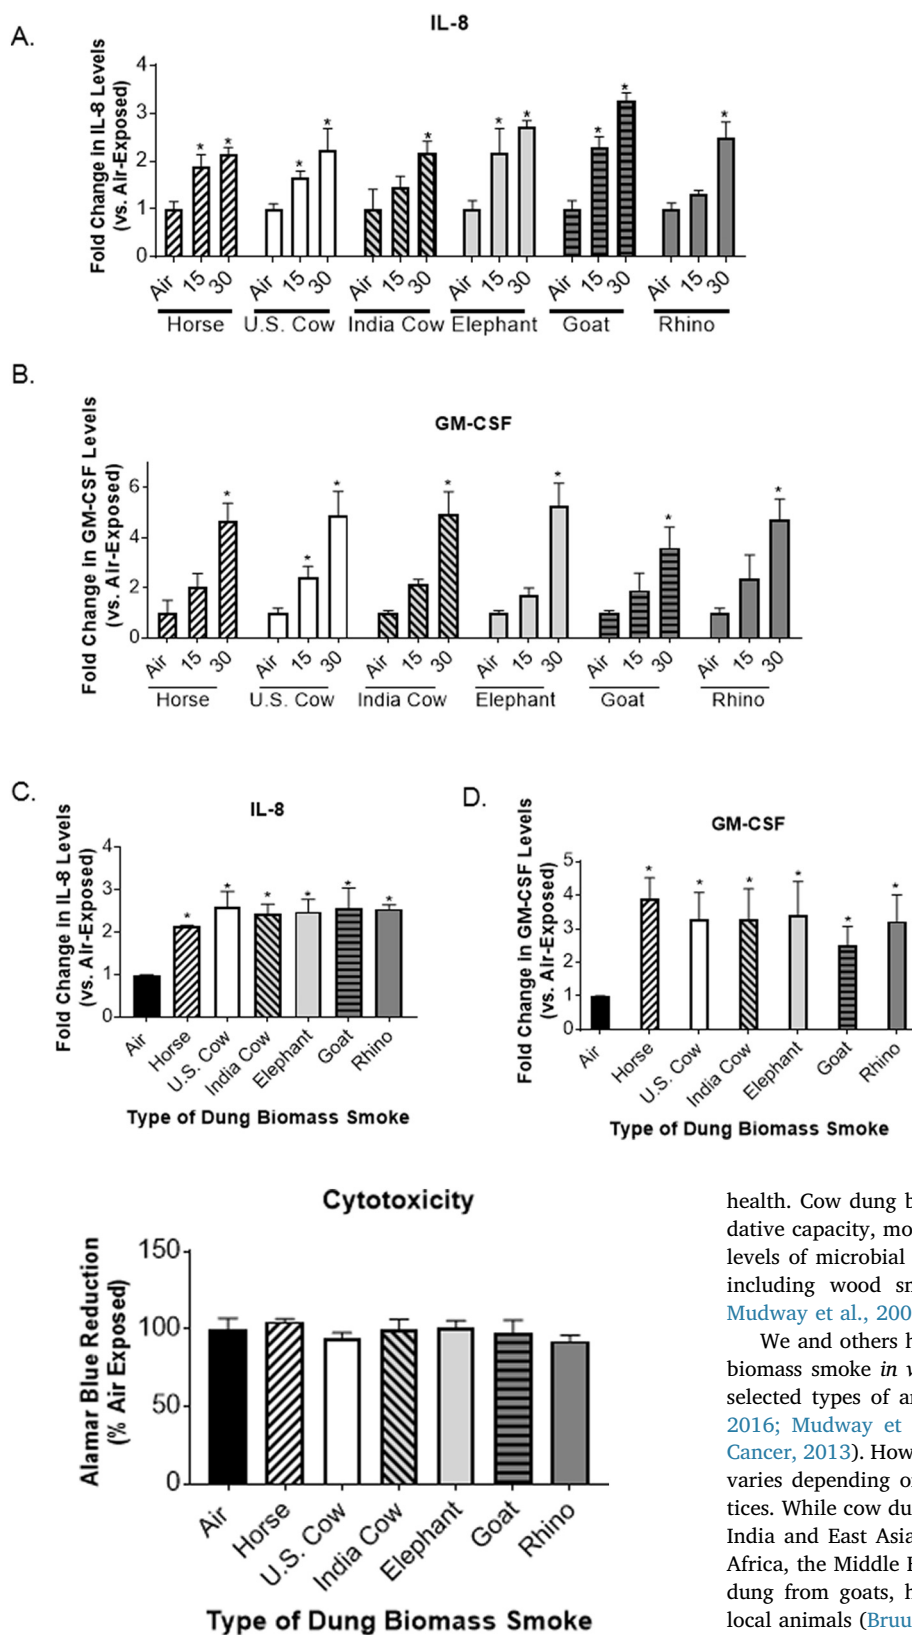 A.
IL-8
Fold Change in IL-8 Levels
(vs. Air-Exposed)
4
3
2
1
0
* * * * * * * * * *
Air 15 30 Air 15 30 Air 15 30 Air 15 30 Air 15 30 Air 15 30
Horse U.S. Cow India Cow Elephant Goat Rhino
B.
GM-CSF
Fold Change in GM-CSF Levels
(vs. Air-Exposed)
6
4
2
0
* * * * * * *
Air 15 30 Air 15 30 Air 15 30 Air 15 30 Air 15 30 Air 15 30
Horse U.S. Cow India Cow Elephant Goat Rhino
C.
IL-8
Fold Change in IL-8 Levels
(vs. Air-Exposed)
4
3
2
1
0
* * * * * *
Air Horse U.S. Cow India Cow Elephant Goat Rhino
Type of Dung Biomass Smoke
D.
GM-CSF
Fold Change in GM-CSF Levels
(vs. Air-Exposed)
5
4
3
2
1
0
* * * * * *
Air Horse U.S. Cow India Cow Elephant Goat Rhino
Type of Dung Biomass Smoke
Cytotoxicity
Alamar Blue Reduction
(% Air Exposed)
150
100
50
0
Air Horse U.S. Cow India Cow Elephant Goat Rhino
Type of Dung Biomass Smoke
health. Cow dung b
dative capacity, mo
levels of microbial
including wood sm
Mudway et al., 200
We and others h
biomass smoke in v
selected types of ar
2016; Mudway et
Cancer, 2013). How
varies depending o
tices. While cow du
India and East Asia
Africa, the Middle E
dung from goats, h
local animals (Bruu